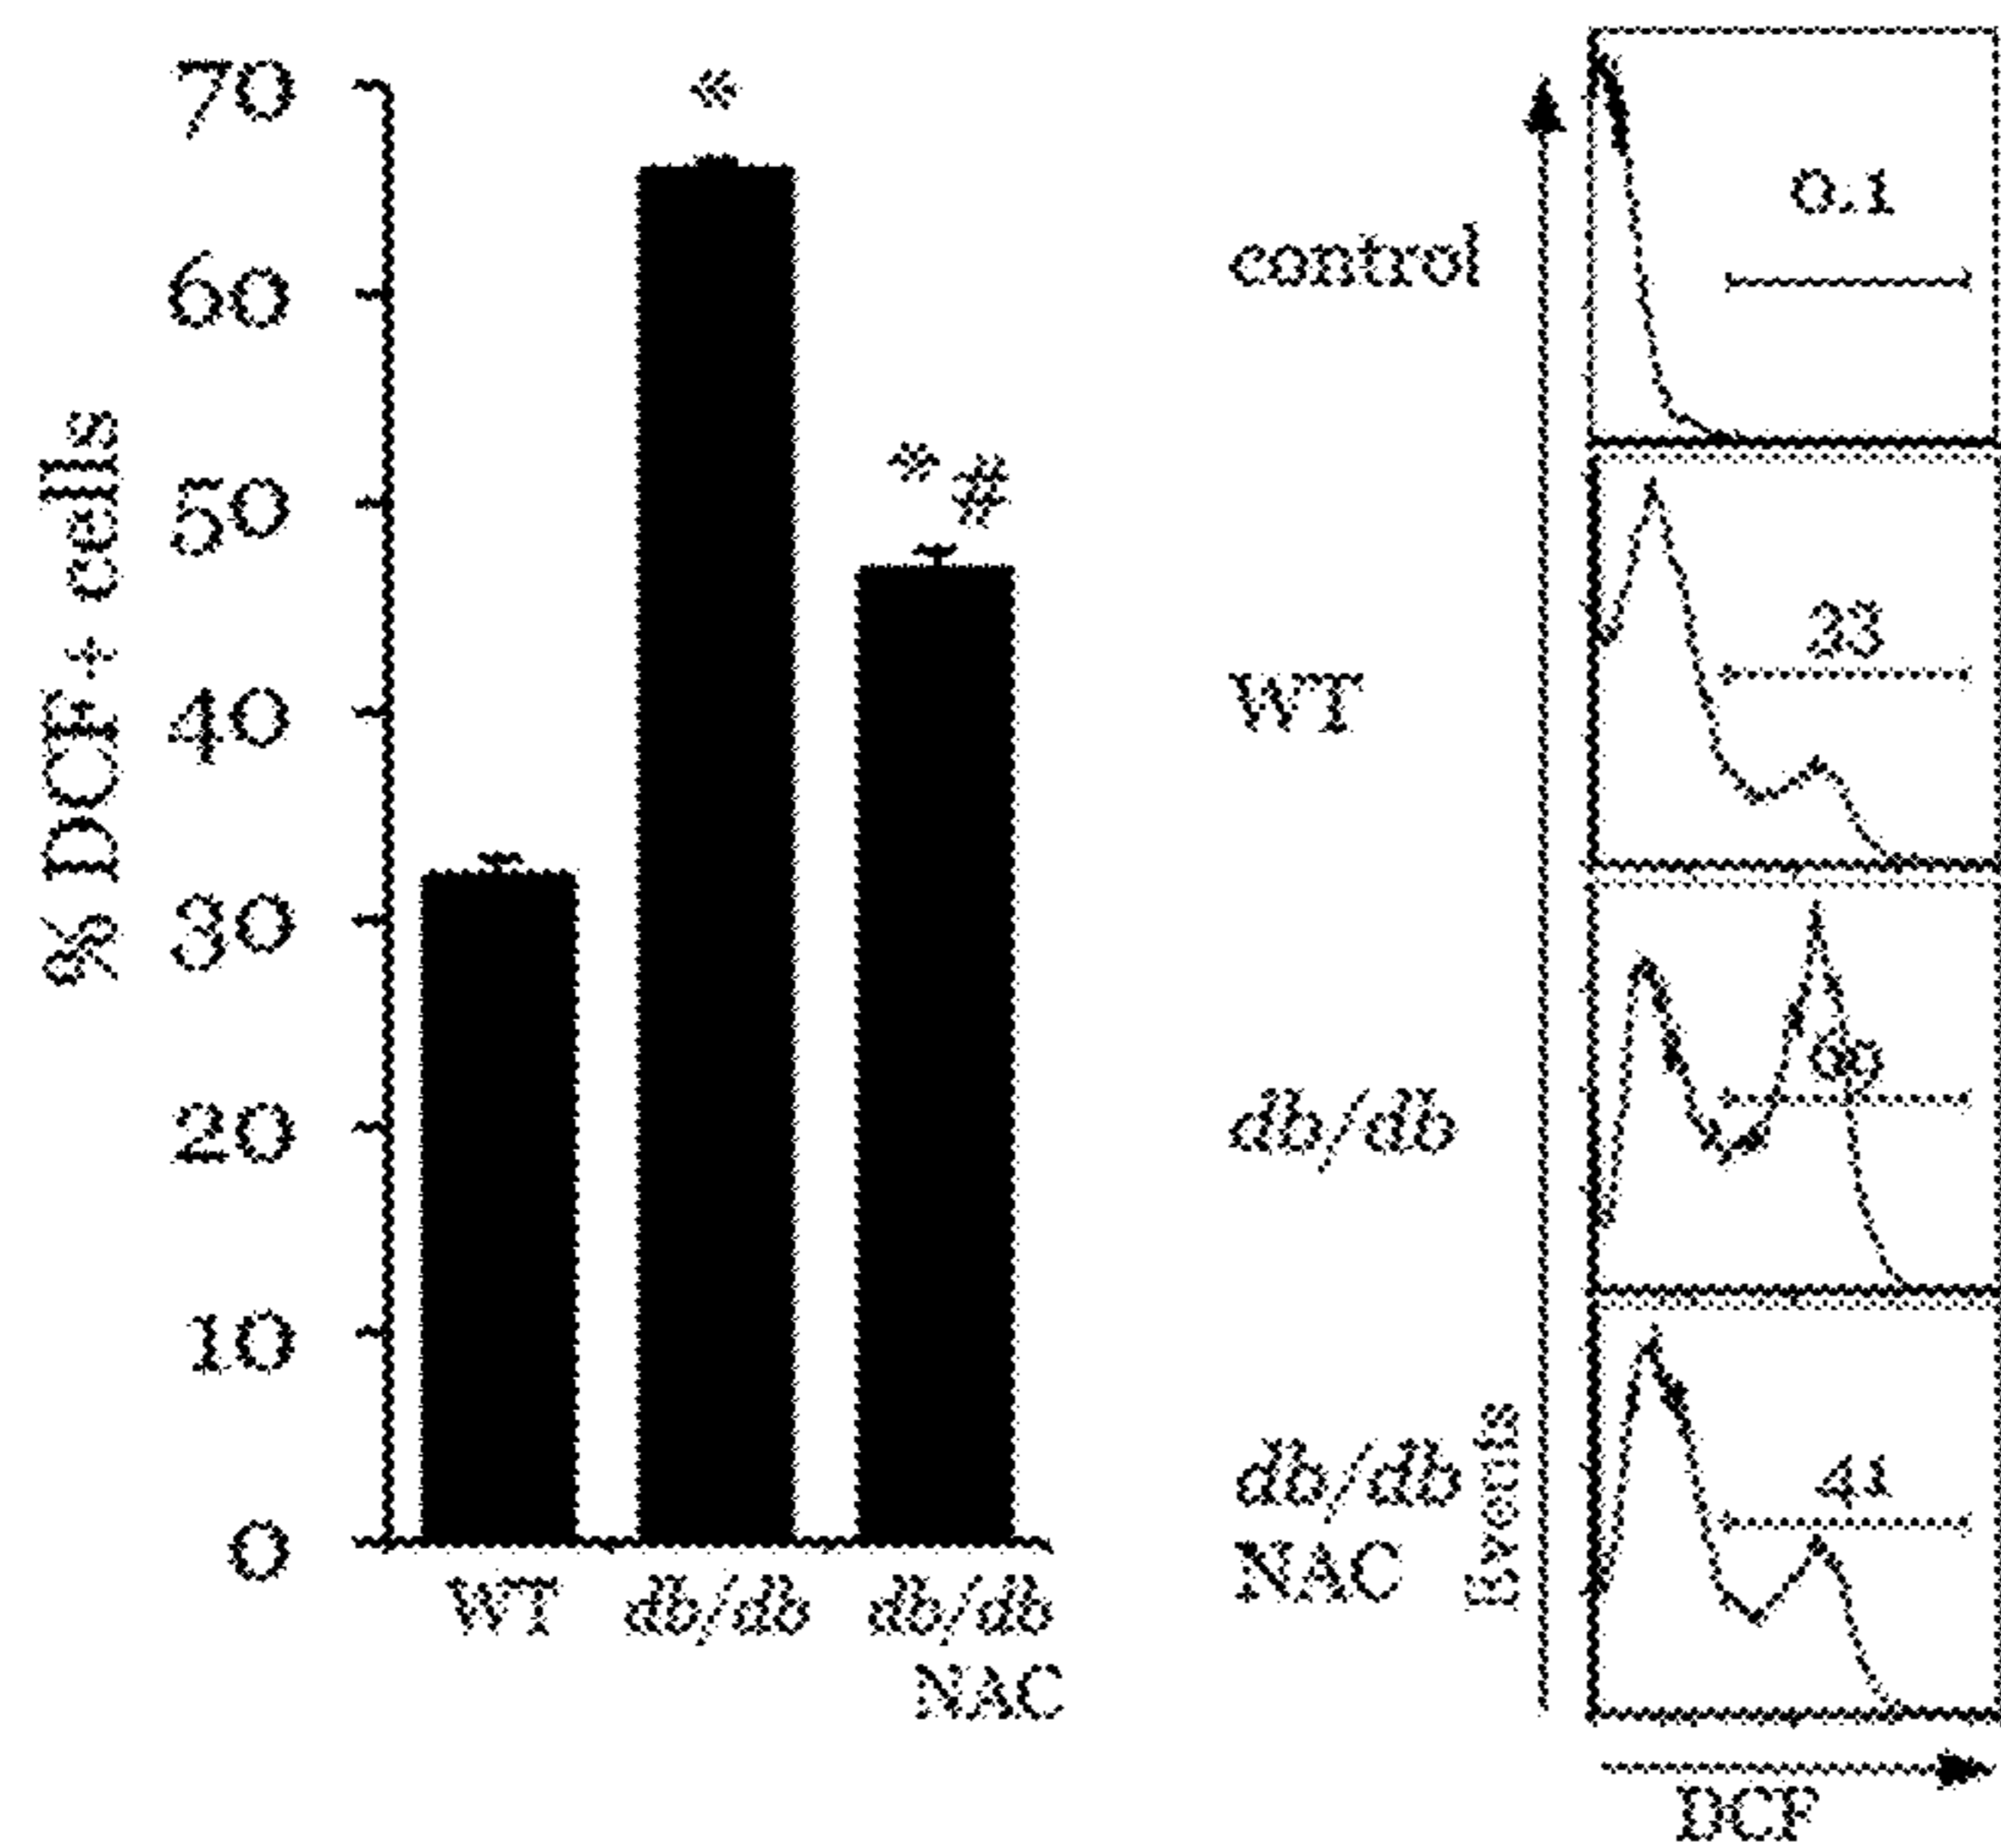 % DCF+ cells
70
60
50
40
30
20
10
0
*
*#
WT
db/db
db/db
NAC
control
WT
db/db
db/db
NAC
Events
0.1
23
60
41
DCF